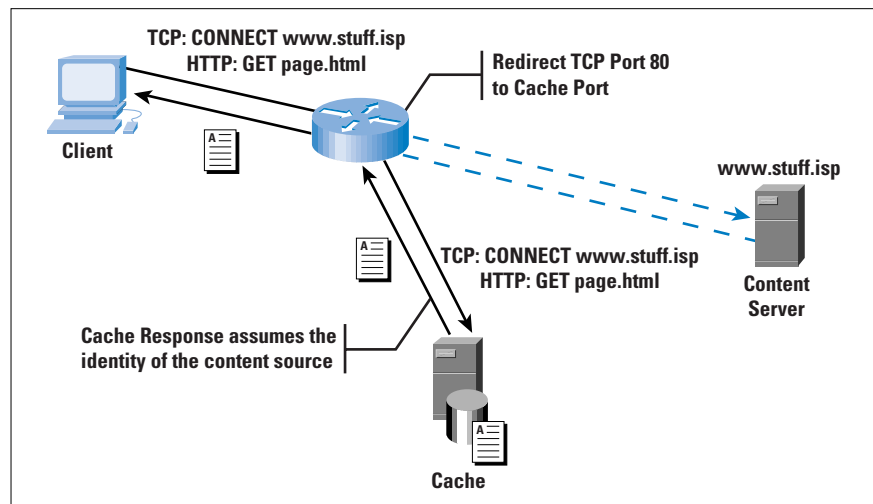 TCP: CONNECT www.stuff.isp
HTTP: GET page.html
Redirect TCP Port 80
to Cache Port
Client
A
www.stuff.isp
A
TCP: CONNECT www.stuff.isp
HTTP: GET page.html
Content
Server
Cache Response assumes the
identity of the content source
A
Cache